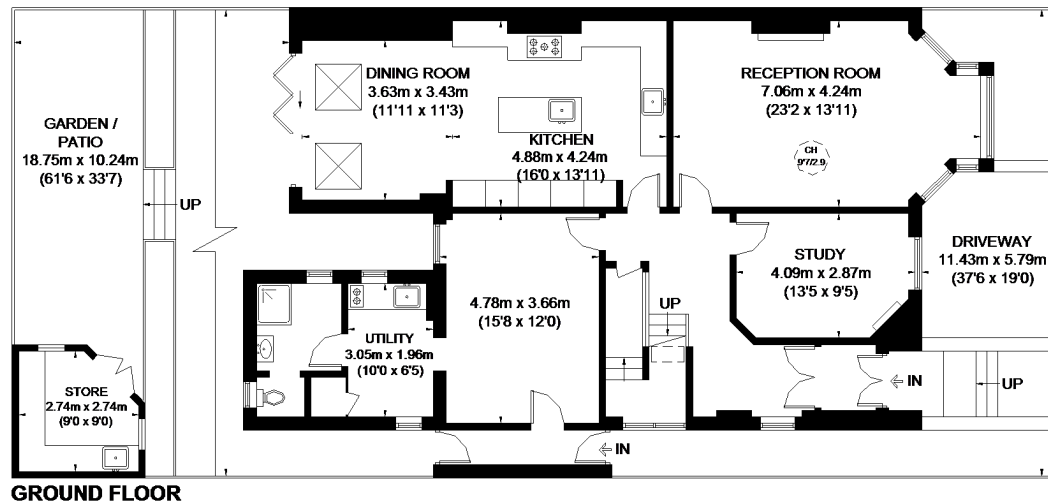 DINING ROOM
3.63m x 3.43m
(11'11 x 11'3)
RECEPTION ROOM
7.06m x 4.24m
(23'2 x 13'11)
GARDEN /
PATIO
18.75m x 10.24m
(61'6 x 33'7)
KITCHEN
4.88m x 4.24m
(16'0 x 13'11)
CH
9'7/2.9
UP
DRIVEWAY
11.43m x 5.79m
(37'6 x 19'0)
STUDY
4.09m x 2.87m
(13'5 x 9'5)
4.78m x 3.66m
(15'8 x 12'0)
UP
UTILITY
3.05m x 1.96m
(10'0 x 6'5)
IN
UP
STORE
2.74m x 2.74m
(9'0 x 9'0)
IN
GROUND FLOOR